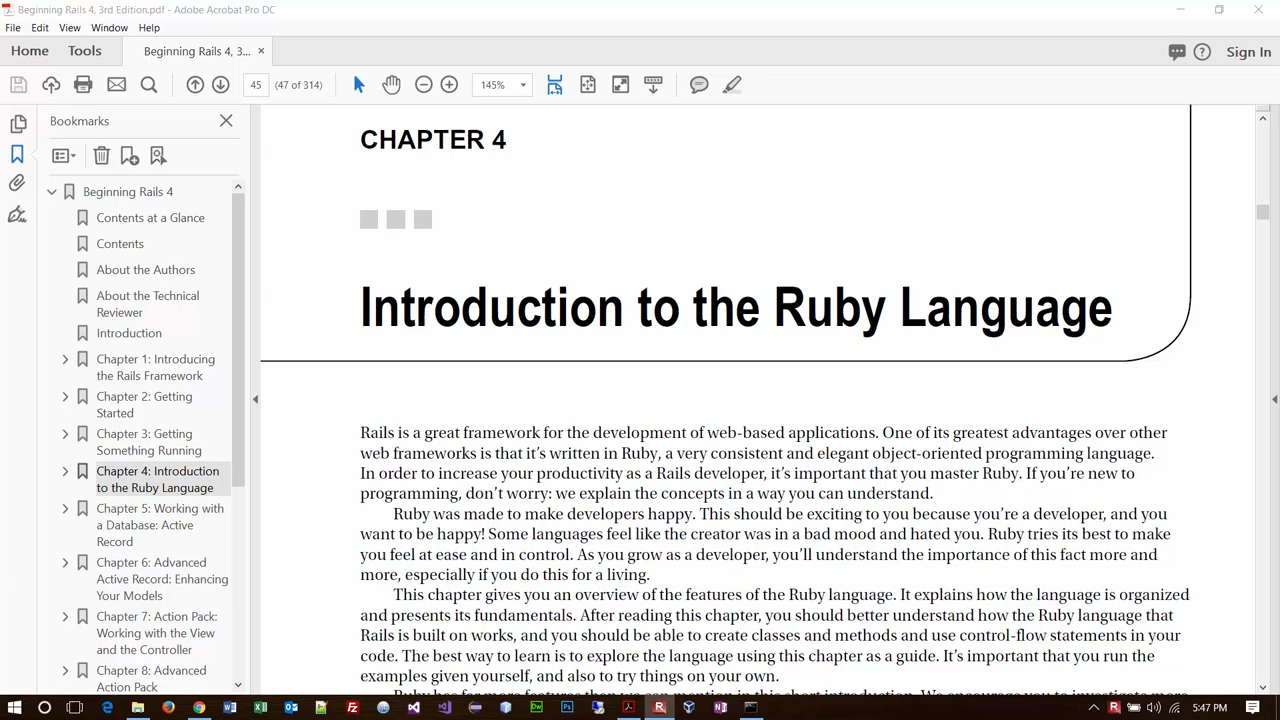 Beginning Rails 4, 3rd Edition.pdf - Adobe Acrobat Pro DC
File Edit View Window Help
Home Tools Beginning Rails 4, 3... × Sign In
45 (47 of 314) 145%
Bookmarks
Beginning Rails 4
Contents at a Glance
Contents
About the Authors
About the Technical
Reviewer
Introduction
Chapter 1: Introducing
the Rails Framework
Chapter 2: Getting
Started
Chapter 3: Getting
Something Running
Chapter 4: Introduction
to the Ruby Language
Chapter 5: Working with
a Database: Active
Record
Chapter 6: Advanced
Active Record: Enhancing
Your Models
Chapter 7: Action Pack:
Working with the View
and the Controller
Chapter 8: Advanced
Action Pack
CHAPTER 4
Introduction to the Ruby Language
Rails is a great framework for the development of web-based applications. One of its greatest advantages over other
web frameworks is that it's written in Ruby, a very consistent and elegant object-oriented programming language.
In order to increase your productivity as a Rails developer, it's important that you master Ruby. If you're new to
programming, don't worry: we explain the concepts in a way you can understand.
Ruby was made to make developers happy. This should be exciting to you because you're a developer, and you
want to be happy! Some languages feel like the creator was in a bad mood and hated you. Ruby tries its best to make
you feel at ease and in control. As you grow as a developer, you'll understand the importance of this fact more and
more, especially if you do this for a living.
This chapter gives you an overview of the features of the Ruby language. It explains how the language is organized
and presents its fundamentals. After reading this chapter, you should better understand how the Ruby language that
Rails is built on works, and you should be able to create classes and methods and use control-flow statements in your
code. The best way to learn is to explore the language using this chapter as a guide. It's important that you run the
examples given yourself, and also to try things on your own.
5:47 PM